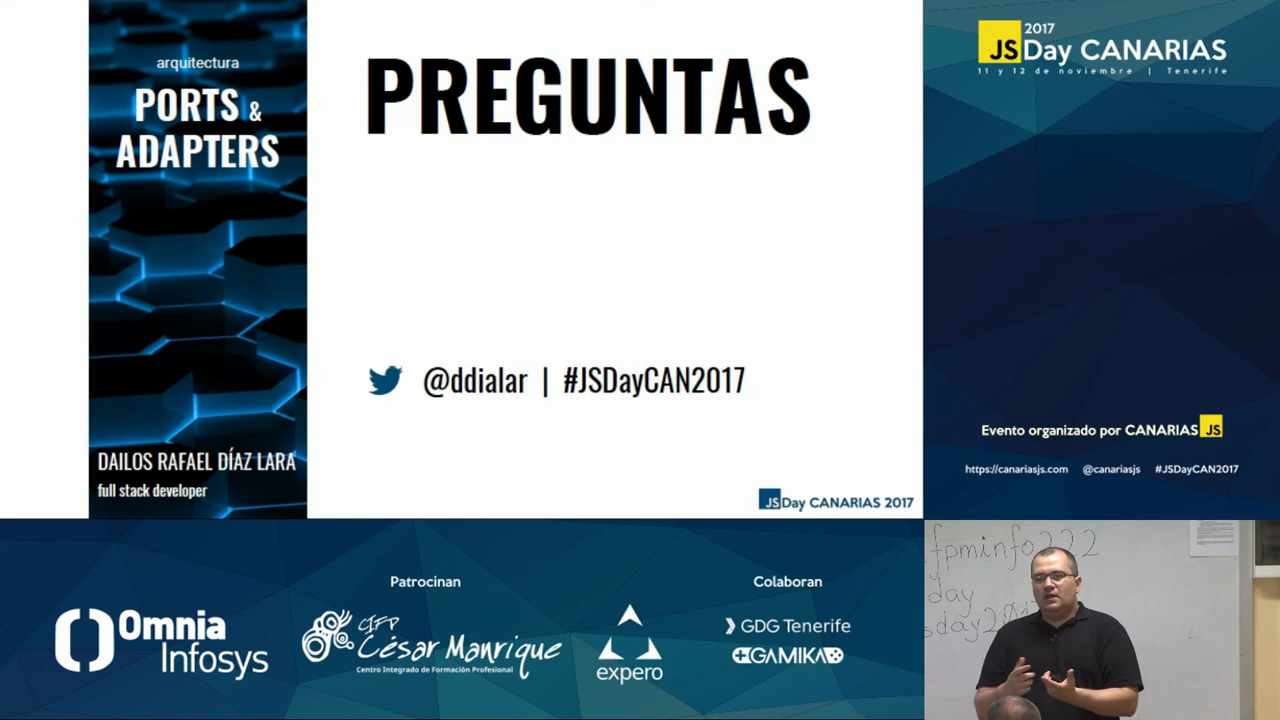 arquitectura
PORTS &
ADAPTERS
DAILOS RAFAEL DÍAZ LARA
full stack developer
PREGUNTAS
@ddialar | #JSDayCAN2017
JS Day CANARIAS 2017
2017
JS Day CANARIAS
11 y 12 de noviembre | Tenerife
Evento organizado por CANARIAS JS
https://canariasjs.com @canariasjs #JSDayCAN2017
Omnia
Infosys
Patrocinan
CIFP
César Manrique
Centro Integrado de Formación Profesional
expero
Colaboran
GDG Tenerife
GAMIKA
fpminfo222
day